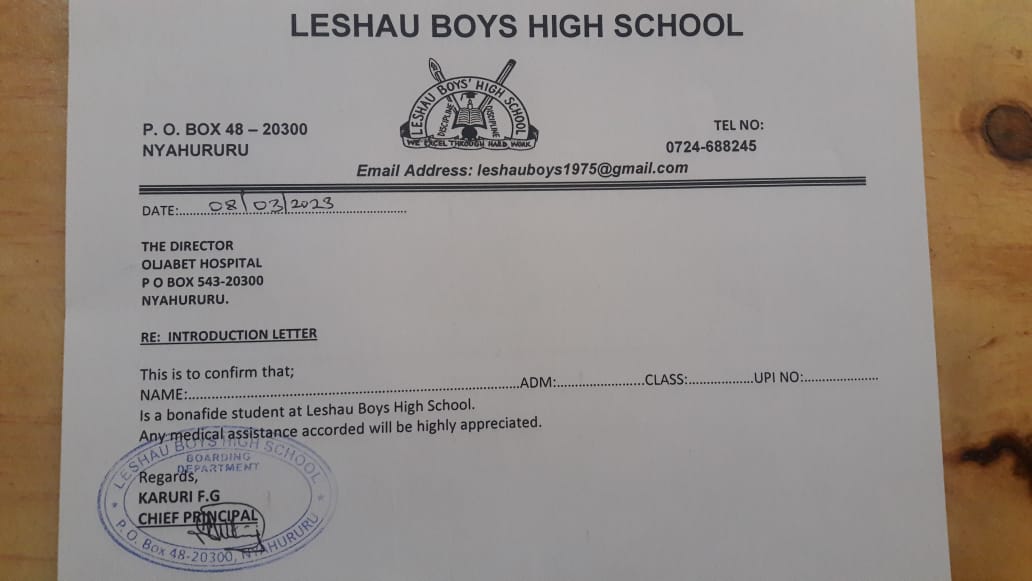 LESHAU BOYS HIGH SCHOOL
LESHAU BOYS' HIGH SCHOOL
DISCIPLINE
DISCIPLINE
WE EXCEL THROUGH HARD WORK
P. O. BOX 48 – 20300
NYAHURURU
TEL NO:
0724-688245
Email Address: leshauboys1975@gmail.com
DATE:...08/03/2023...
THE DIRECTOR
OLJABET HOSPITAL
P O BOX 543-20300
NYAHURURU.
RE: INTRODUCTION LETTER
This is to confirm that;
NAME:..............................ADM:....................CLASS:...............UPI NO:.................
Is a bonafide student at Leshau Boys High School.
Any medical assistance accorded will be highly appreciated.
Regards,
KARURI F.G
CHIEF PRINCIPAL
LESHAU BOYS HIGH SCHOOL
BOARDING
DEPARTMENT
P. O. Box 48-20300, NYAHURURU